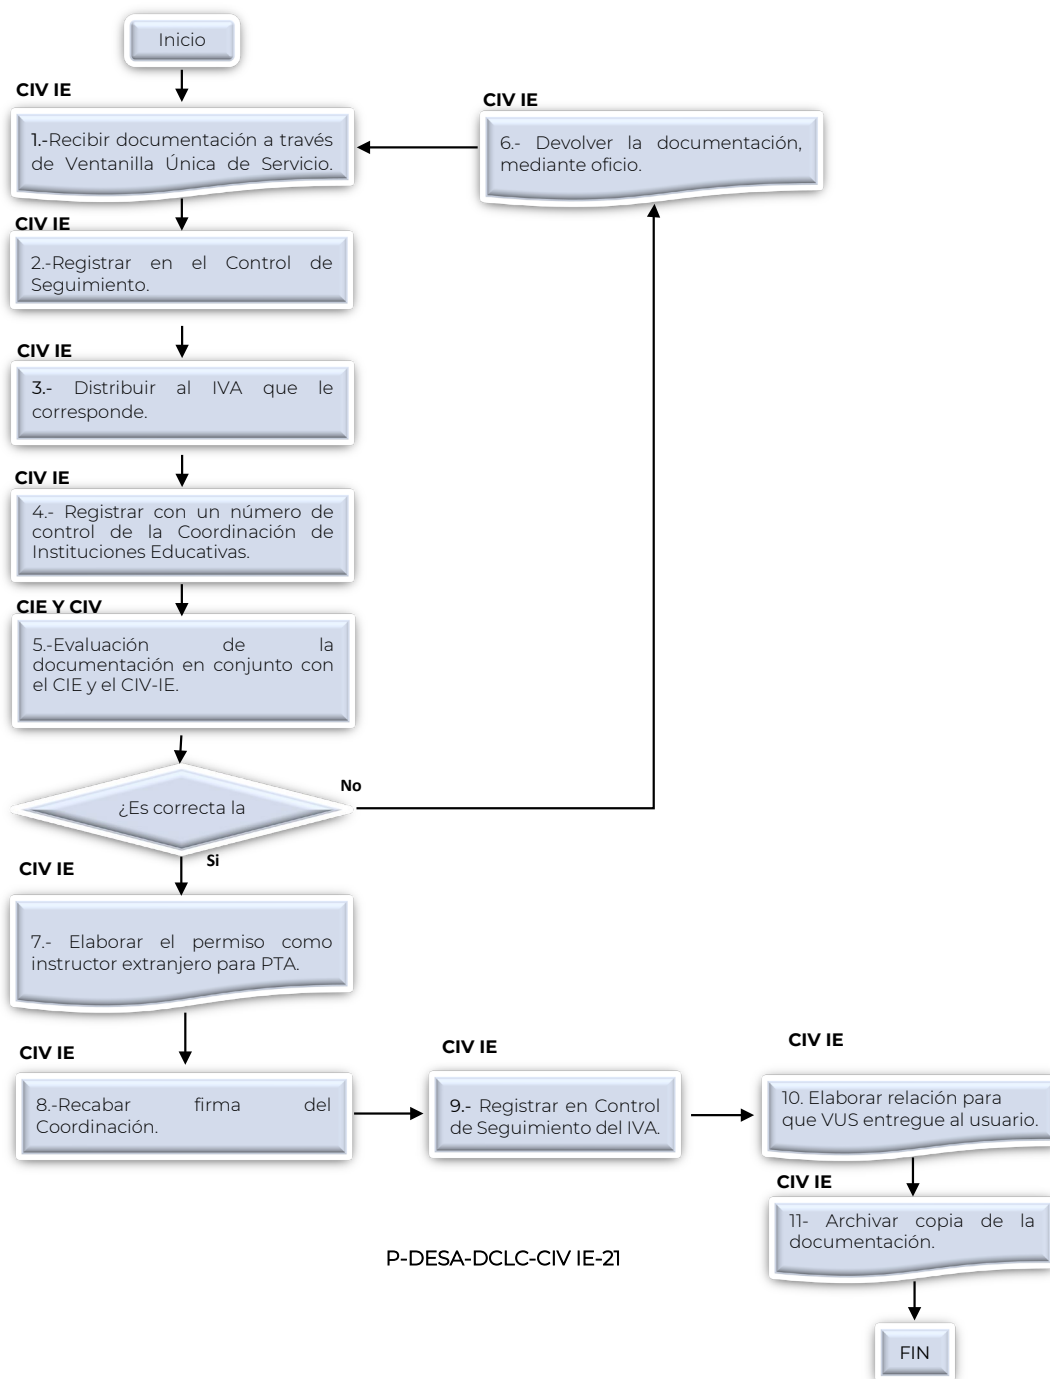 Inicio
CIV IE
1.-Recibir documentación a través
de Ventanilla Única de Servicio.
CIV IE
6.- Devolver la documentación,
mediante oficio.
CIV IE
2.-Registrar en el Control de
Seguimiento.
CIV IE
3.- Distribuir al IVA que le
corresponde.
CIV IE
4.- Registrar con un número de
control de la Coordinación de
Instituciones Educativas.
CIE Y CIV
5.-Evaluación de la
documentación en conjunto con
el CIE y el CIV-IE.
No
¿Es correcta la
Si
CIV IE
7.- Elaborar el permiso como
instructor extranjero para PTA.
CIV IE
8.-Recabar firma del
Coordinación.
CIV IE
9.- Registrar en Control
de Seguimiento del IVA.
CIV IE
10. Elaborar relación para
que VUS entregue al usuario.
CIV IE
11- Archivar copia de la
documentación.
P-DESA-DCLC-CIV IE-21
FIN